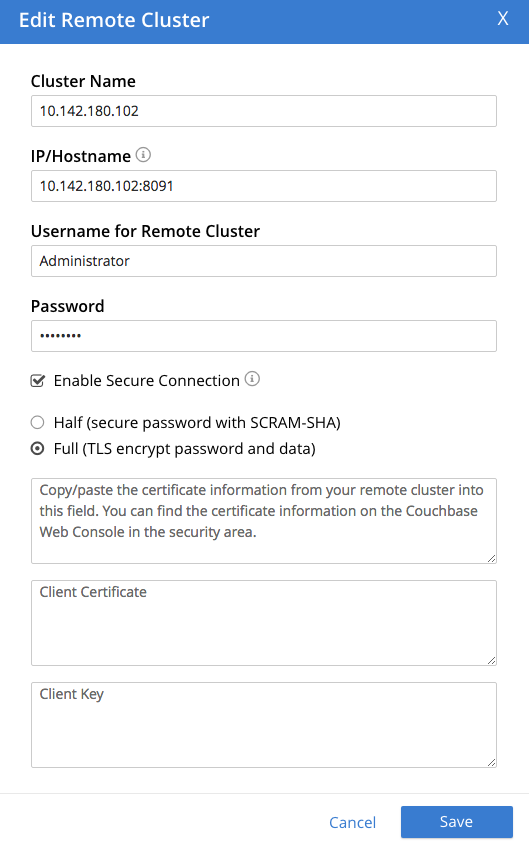 Edit Remote Cluster
X
Cluster Name
10.142.180.102
IP/Hostname
10.142.180.102:8091
Username for Remote Cluster
Administrator
Password
••••••••
Enable Secure Connection
Half (secure password with SCRAM-SHA)
Full (TLS encrypt password and data)
Copy/paste the certificate information from your remote cluster into
this field. You can find the certificate information on the Couchbase
Web Console in the security area.
Client Certificate
Client Key
Cancel
Save